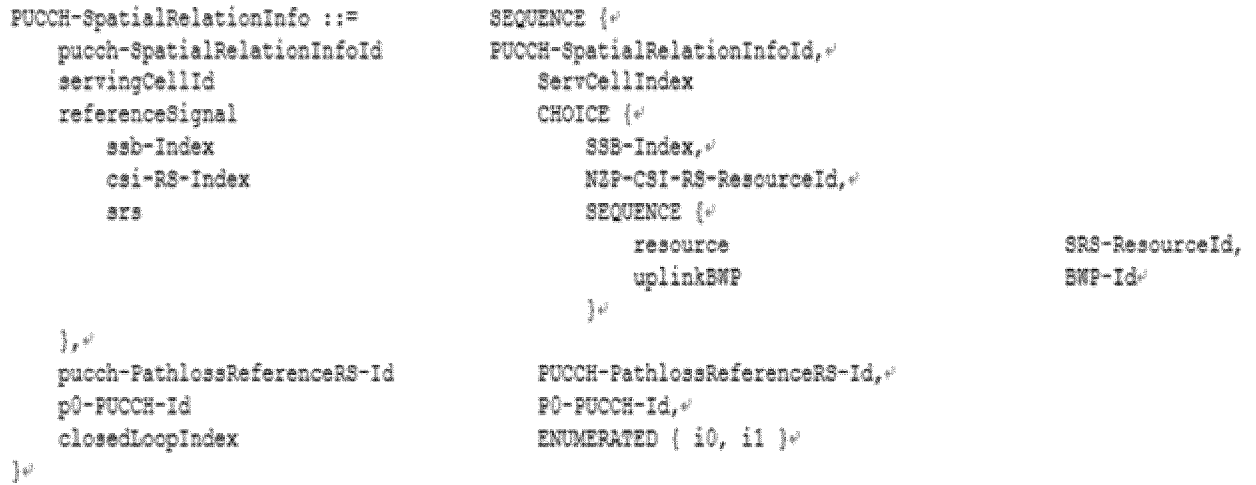 PUCCH-SpatialRelationInfo ::= SEQUENCE {↵
pucch-SpatialRelationInfoId PUCCH-SpatialRelationInfoId,↵
servingCellId ServCellIndex
referenceSignal CHOICE {↵
ssb-Index SSB-Index,↵
csi-RS-Index NZP-CSI-RS-ResourceId,↵
srs SEQUENCE {↵
resource SRS-ResourceId,
uplinkBWP BWP-Id↵
}↵
},↵
pucch-PathlossReferenceRS-Id PUCCH-PathlossReferenceRS-Id,↵
p0-PUCCH-Id P0-PUCCH-Id,↵
closedLoopIndex ENUMERATED { i0, i1 }↵
}↵